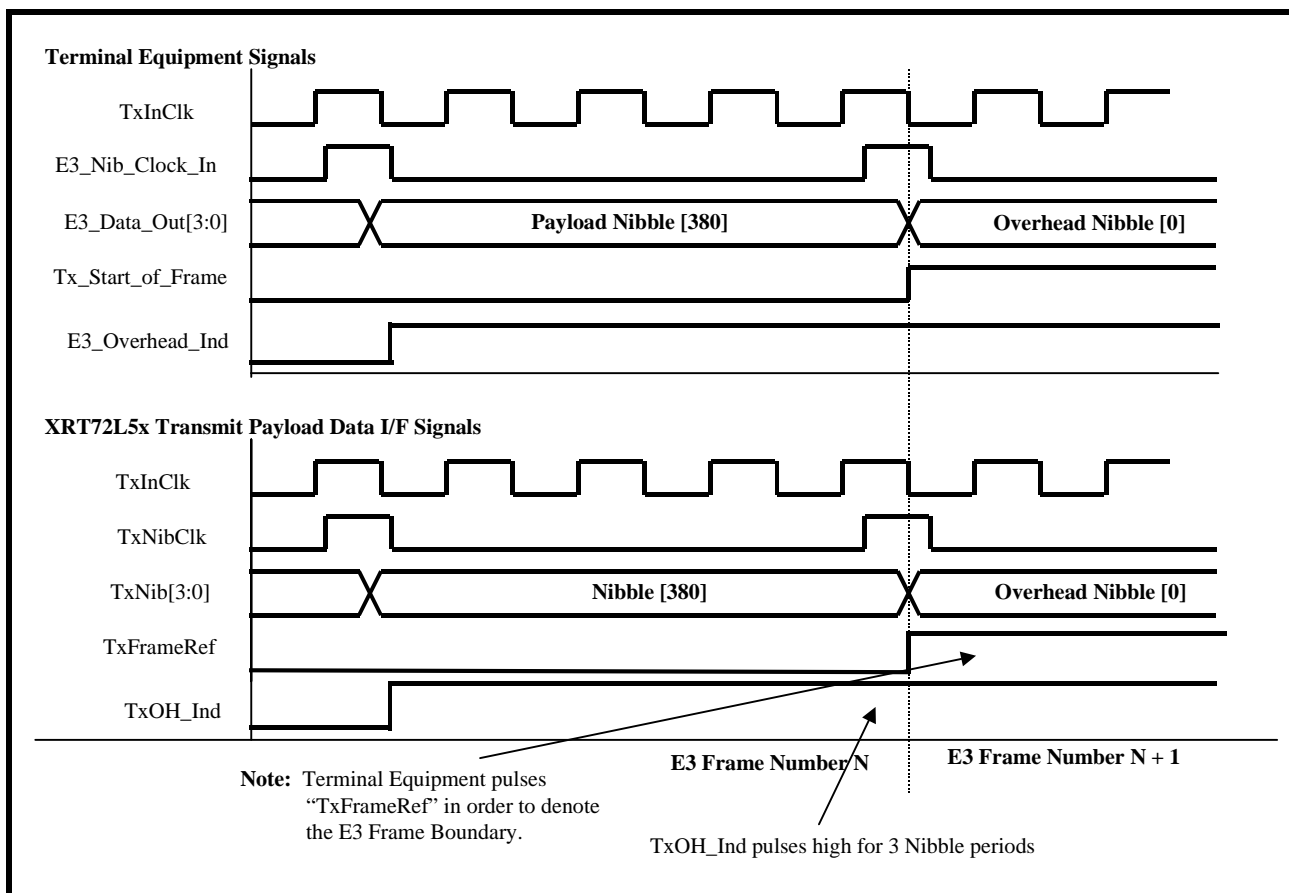 Terminal Equipment Signals
TxInClk
E3_Nib_Clock_In
E3_Data_Out[3:0]
Payload Nibble [380]
Overhead Nibble [0]
Tx_Start_of_Frame
E3_Overhead_Ind
XRT72L5x Transmit Payload Data I/F Signals
TxInClk
TxNibClk
TxNib[3:0]
Nibble [380]
Overhead Nibble [0]
TxFrameRef
TxOH_Ind
E3 Frame Number N
E3 Frame Number N + 1
Note: Terminal Equipment pulses
“TxFrameRef” in order to denote
the E3 Frame Boundary.
TxOH_Ind pulses high for 3 Nibble periods